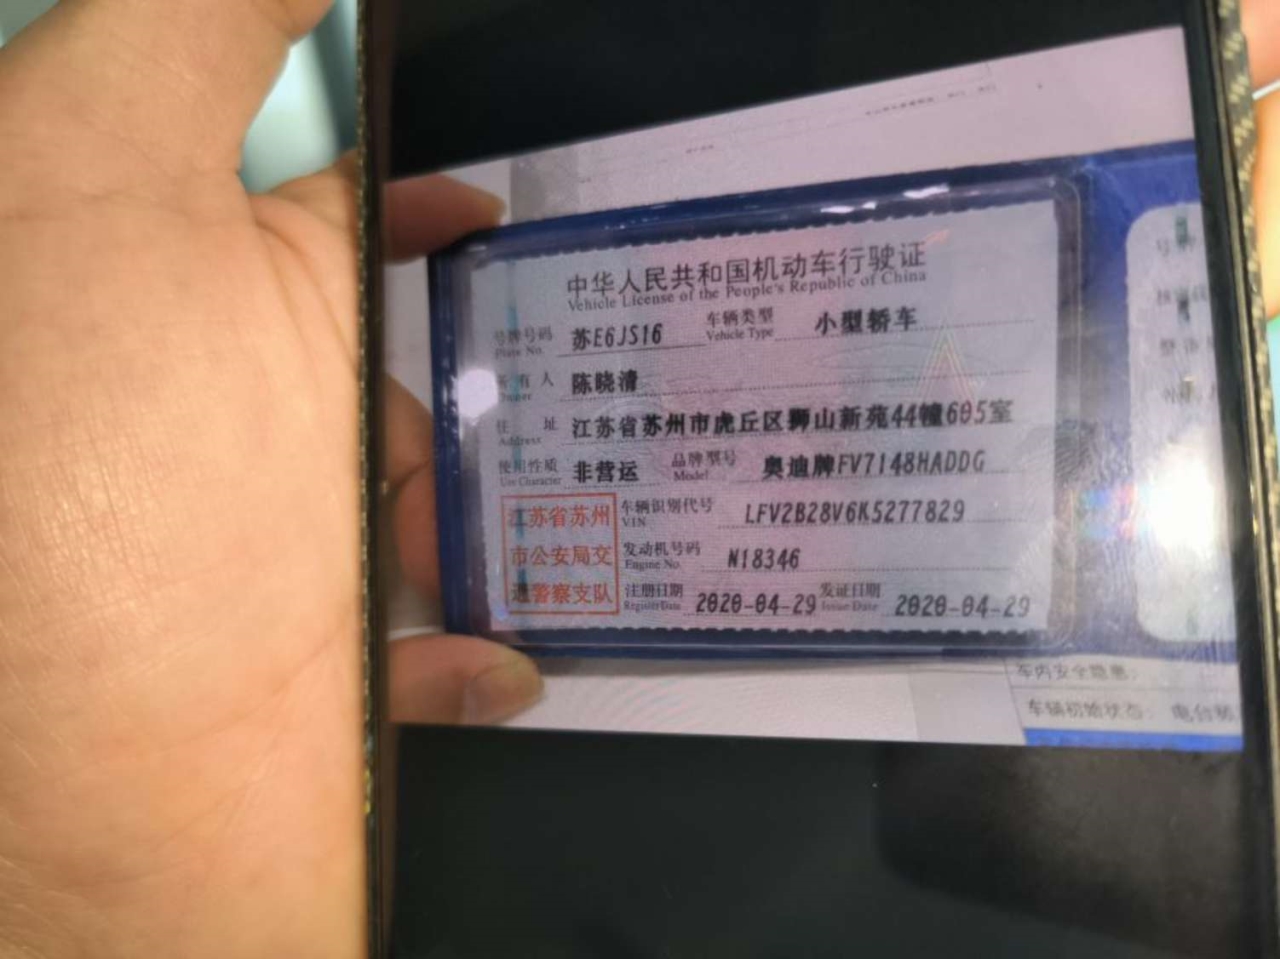 中华人民共和国机动车行驶证
Vehicle License of the People's Republic of China
号牌号码 苏E6JS16 车辆类型 小型轿车
Plate No. Vehicle Type
所有人 陈晓清
Owner
住址 江苏省苏州市虎丘区狮山新苑44幢605室
Address
使用性质 非营运 品牌型号 奥迪牌FV7148HADDG
Use Character Model
江苏省苏州 车辆识别代号 LFV2B28V6K5277829
VIN
市公安局交 发动机号码 N18346
Engine No.
通警察支队 注册日期 2020-04-29 发证日期 2020-04-29
Register Date Issue Date
车内安全隐患:
车辆初始状态: 电台频